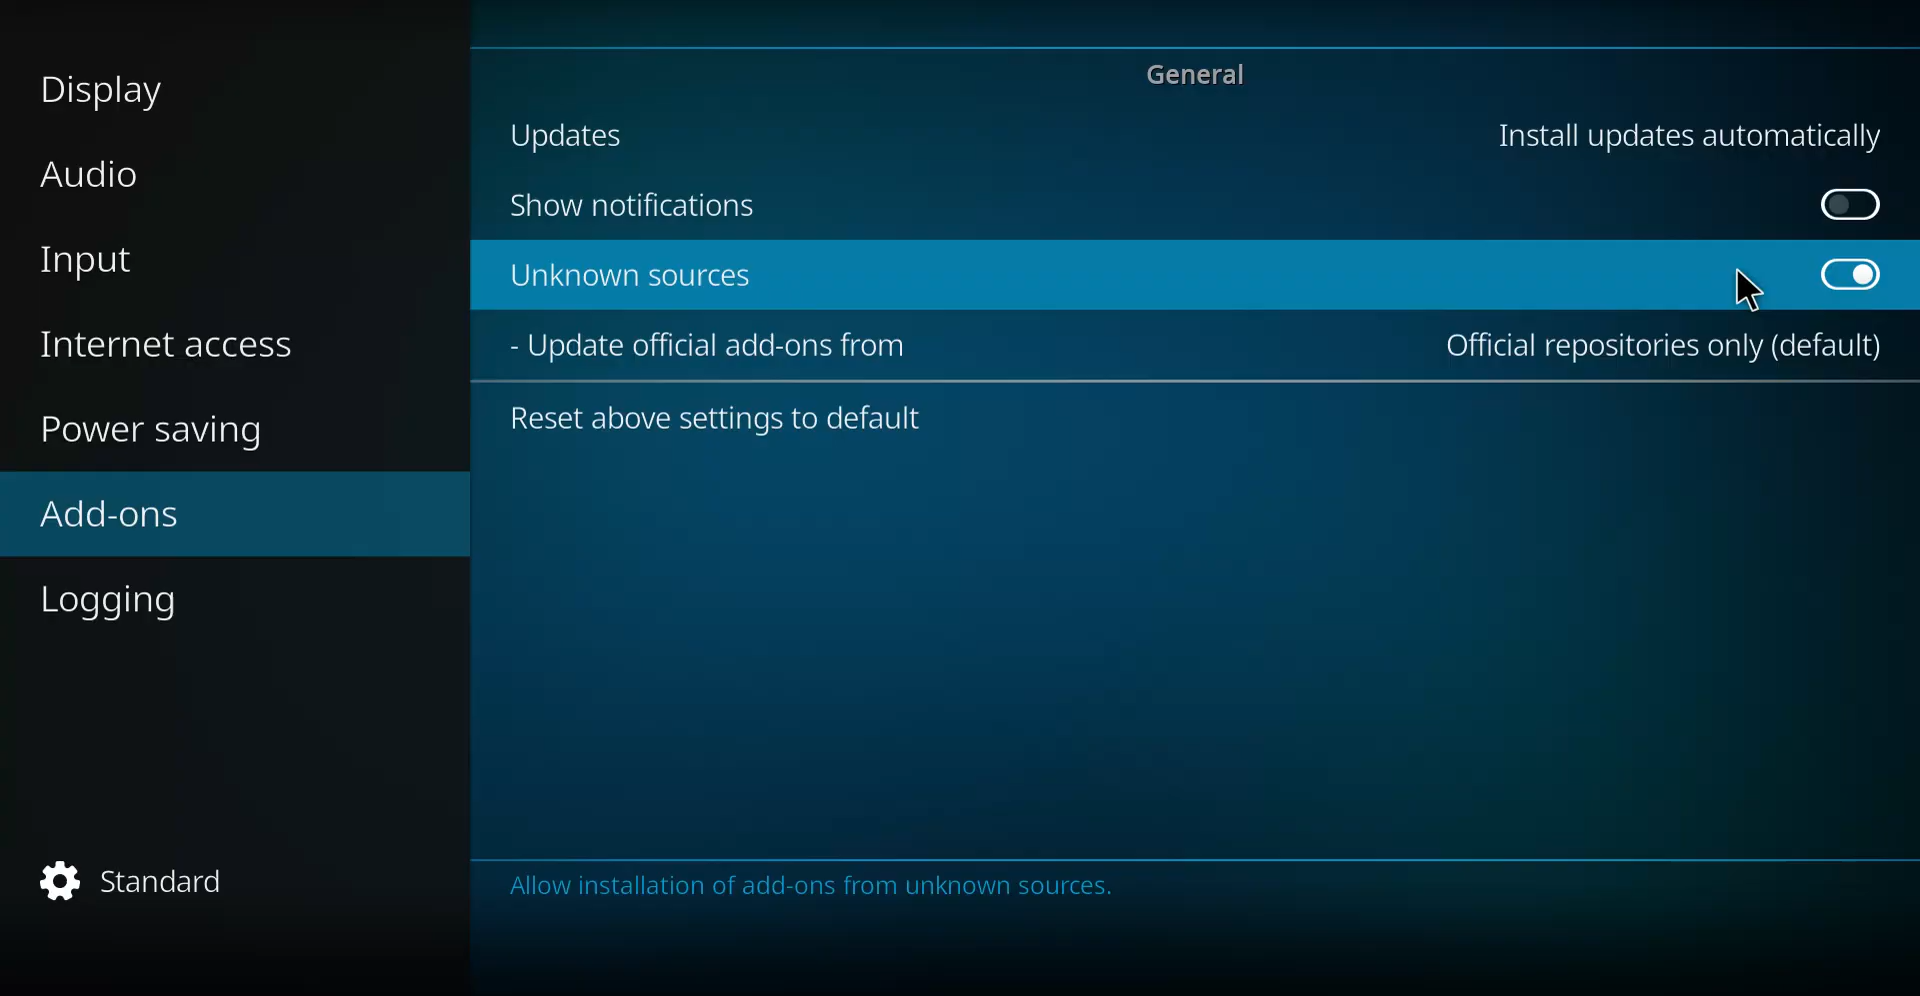 Display
Audio
Input
Internet access
Power saving
Add-ons
Logging
Standard
General
Updates Install updates automatically
Show notifications
Unknown sources
- Update official add-ons from Official repositories only (default)
Reset above settings to default
Allow installation of add-ons from unknown sources.